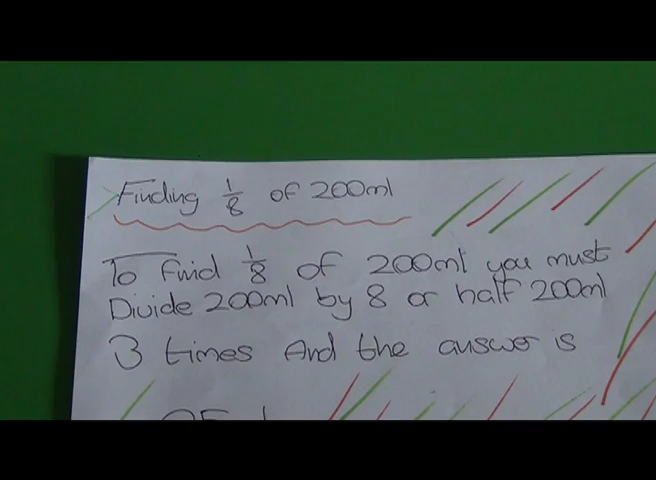 Finding 1/8 of 200ml
To find 1/8 of 200ml you must
Divide 200ml by 8 or half 200ml
3 times And the answer is